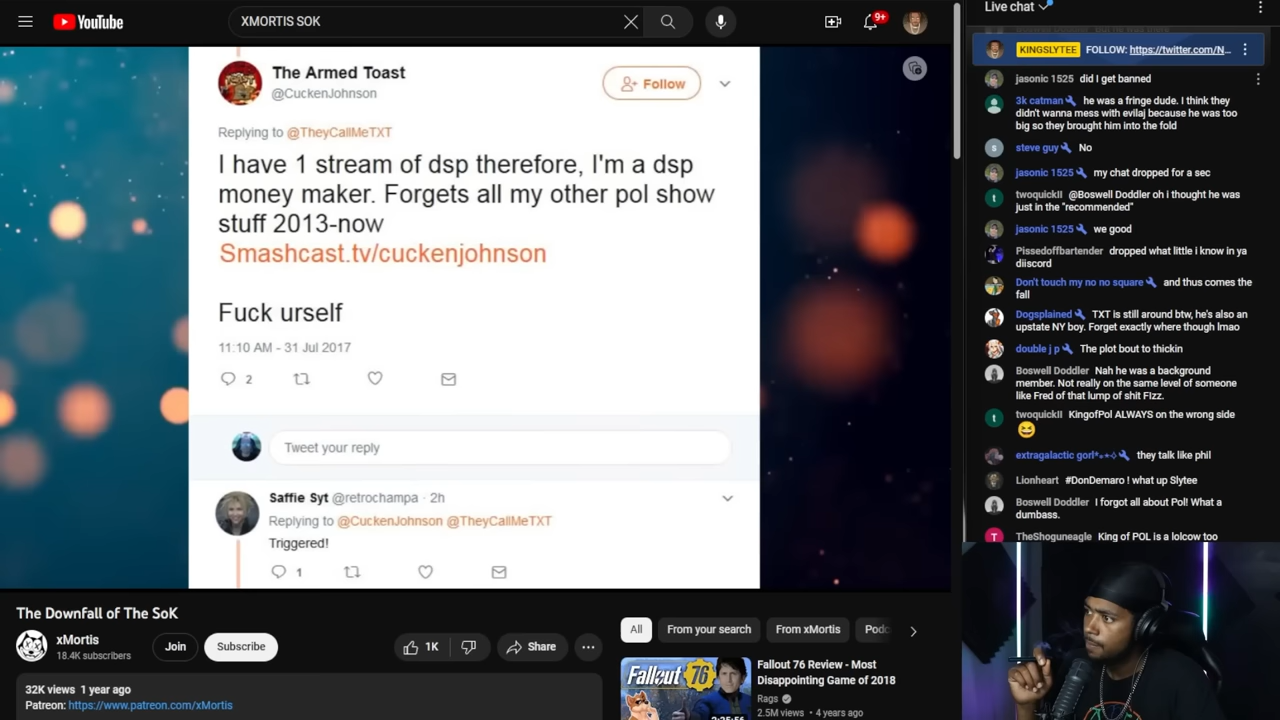 YouTube
XMORTIS SOK
9+
The Armed Toast
@CuckenJohnson
Follow
Replying to @TheyCallMeTXT
I have 1 stream of dsp therefore, I'm a dsp
money maker. Forgets all my other pol show
stuff 2013-now
Smashcast.tv/cuckenjohnson
Fuck urself
11:10 AM - 31 Jul 2017
2
Tweet your reply
Saffie Syt @retrochampa · 2h
Replying to @CuckenJohnson @TheyCallMeTXT
Triggered!
1
The Downfall of The SoK
xMortis
18.4K subscribers
Join
Subscribe
1K
Share
32K views 1 year ago
Patreon: https://www.patreon.com/xMortis
All
From your search
From xMortis
Podc
Fallout 76
2:25:56
Fallout 76 Review - Most
Disappointing Game of 2018
Rags
2.5M views • 4 years ago
Live chat
KINGSLYTEE FOLLOW: https://twitter.com/N...
jasonic 1525 did I get banned
3k catman he was a fringe dude. I think they
didn't wanna mess with evilaj because he was too
big so they brought him into the fold
steve guy No
jasonic 1525 my chat dropped for a sec
twoquickII @Boswell Doddler oh i thought he was
just in the "recommended"
jasonic 1525 we good
Pissedoffbartender dropped what little i know in ya
diiscord
Don't touch my no no square and thus comes the
fall
Dogsplained TXT is still around btw, he's also an
upstate NY boy. Forget exactly where though lmao
double j p The plot bout to thickin
Boswell Doddler Nah he was a background
member. Not really on the same level of someone
like Fred of that lump of shit FIzz.
twoquickII KingofPol ALWAYS on the wrong side
extragalactic gorl they talk like phil
Lionheart #DonDemaro ! what up Slytee
Boswell Doddler I forgot all about Pol! What a
dumbass.
TheShoguneagle King of POL is a lolcow too